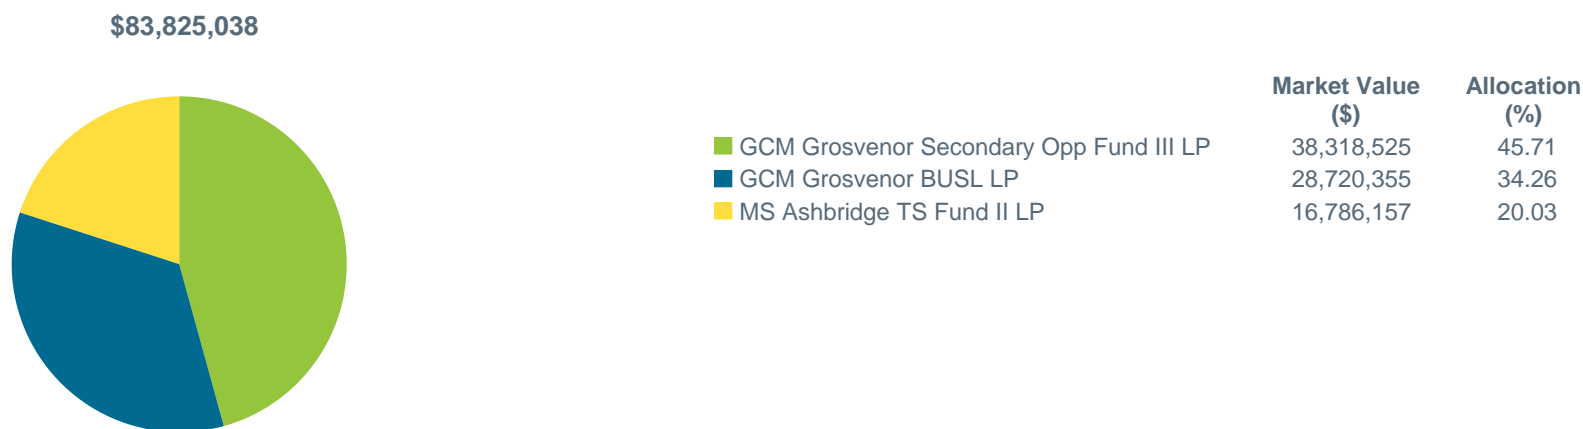 $83,825,038
Market Value Allocation
($) (%)
GCM Grosvenor Secondary Opp Fund III LP 38,318,525 45.71
GCM Grosvenor BUSL LP 28,720,355 34.26
MS Ashbridge TS Fund II LP 16,786,157 20.03